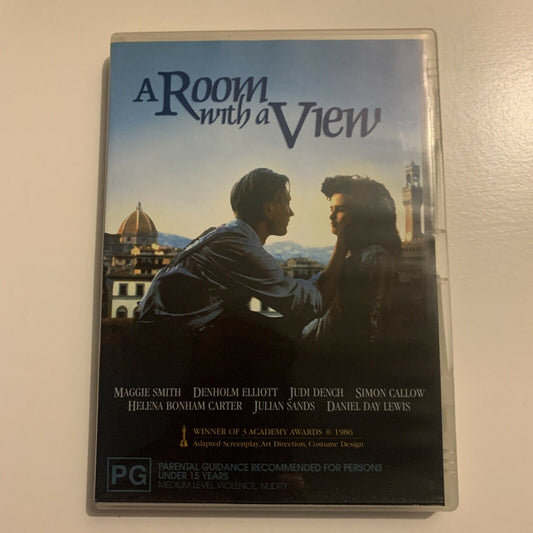 A Room
with a View
MAGGIE SMITH DENHOLM ELLIOTT JUDI DENCH SIMON CALLOW
HELENA BONHAM CARTER JULIAN SANDS DANIEL DAY LEWIS
WINNER OF 3 ACADEMY AWARDS ® 1986
Adapted Screenplay, Art Direction, Costume Design
PG
PARENTAL GUIDANCE RECOMMENDED FOR PERSONS
UNDER 15 YEARS
MEDIUM LEVEL VIOLENCE, NUDITY